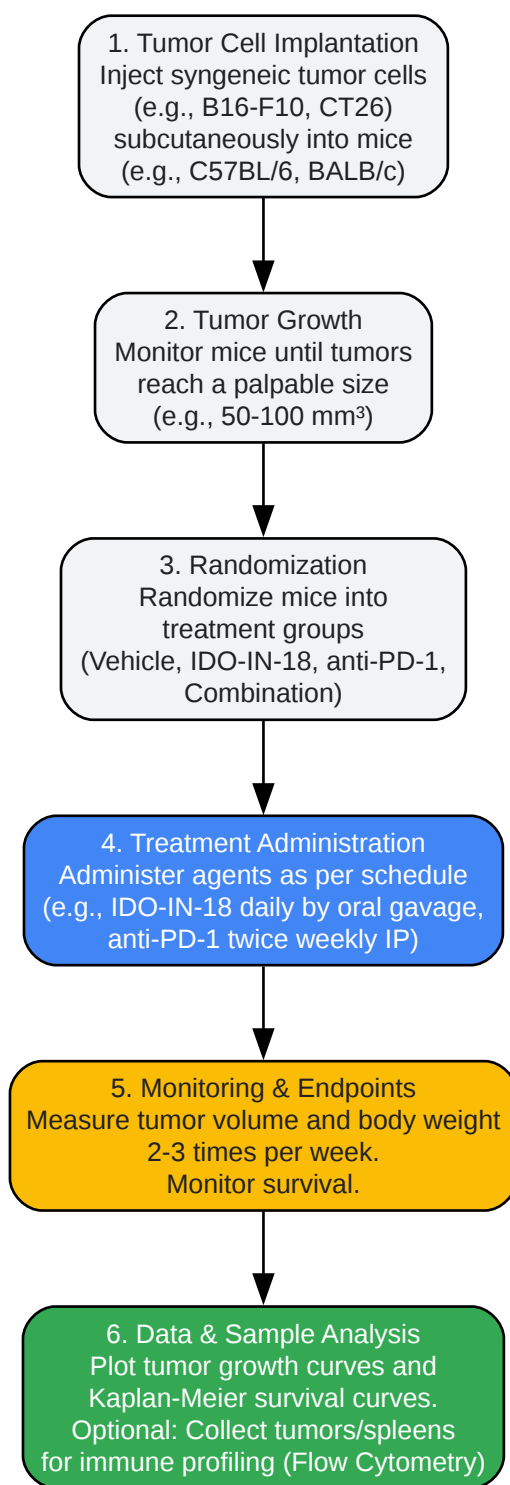 1. Tumor Cell Implantation
Inject syngeneic tumor cells
(e.g., B16-F10, CT26)
subcutaneously into mice
(e.g., C57BL/6, BALB/c)
2. Tumor Growth
Monitor mice until tumors
reach a palpable size
(e.g., 50-100 mm³)
3. Randomization
Randomize mice into
treatment groups
(Vehicle, IDO-IN-18, anti-PD-1,
Combination)
4. Treatment Administration
Administer agents as per schedule
(e.g., IDO-IN-18 daily by oral gavage,
anti-PD-1 twice weekly IP)
5. Monitoring & Endpoints
Measure tumor volume and body weight
2-3 times per week.
Monitor survival.
6. Data & Sample Analysis
Plot tumor growth curves and
Kaplan-Meier survival curves.
Optional: Collect tumors/spleens
for immune profiling (Flow Cytometry)